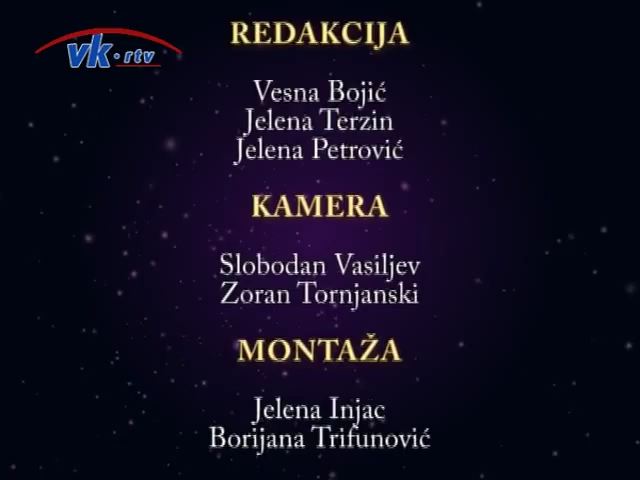 vk.rtv
REDAKCIJA
Vesna Bojić
Jelena Terzin
Jelena Petrović
KAMERA
Slobodan Vasiljev
Zoran Tornjanski
MONTAŽA
Jelena Injac
Borijana Trifunović